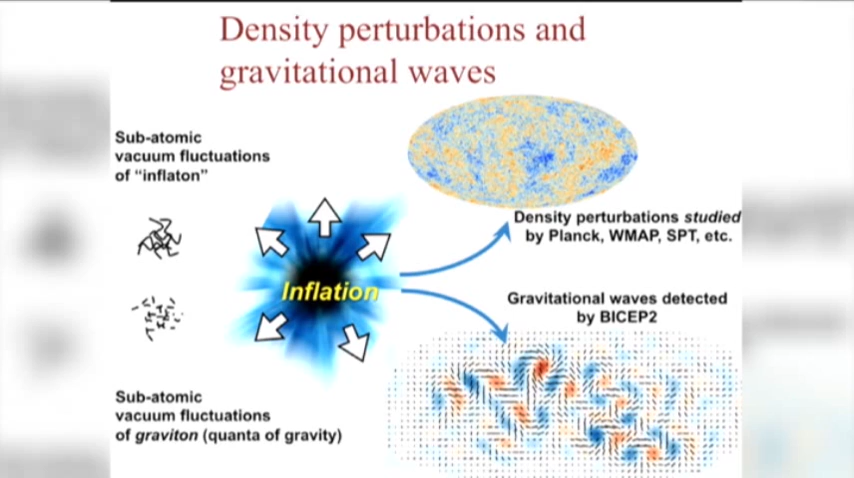 Density perturbations and
gravitational waves
Sub-atomic
vacuum fluctuations
of "inflaton"
Density perturbations studied
by Planck, WMAP, SPT, etc.
Inflation
Gravitational waves detected
by BICEP2
Sub-atomic
vacuum fluctuations
of graviton (quanta of gravity)